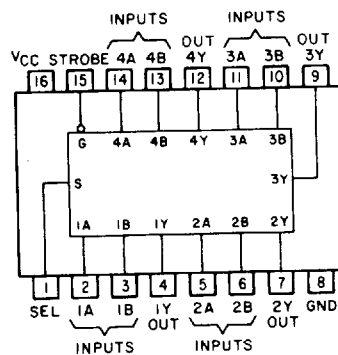 INPUTS INPUTS
OUT OUT
VCC STROBE 4A 4B 4Y 3A 3B 3Y
16 15 14 13 12 11 10 9
G 4A 4B 4Y 3A 3B
S 3Y
1A 1B 1Y 2A 2B 2Y
1 2 3 4 5 6 7 8
SEL 1A 1B 1Y 2A 2B 2Y GND
OUT OUT
INPUTS INPUTS